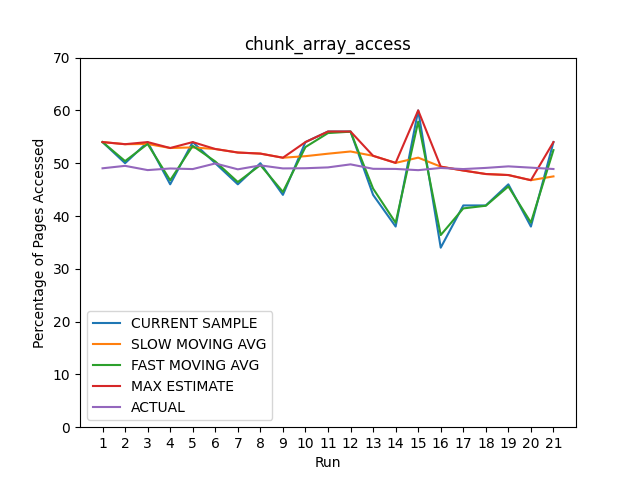 chunk_array_access
Percentage of Pages Accessed
70
60
50
40
30
20
10
0
CURRENT SAMPLE
SLOW MOVING AVG
FAST MOVING AVG
MAX ESTIMATE
ACTUAL
1 2 3 4 5 6 7 8 9 10 11 12 13 14 15 16 17 18 19 20 21
Run